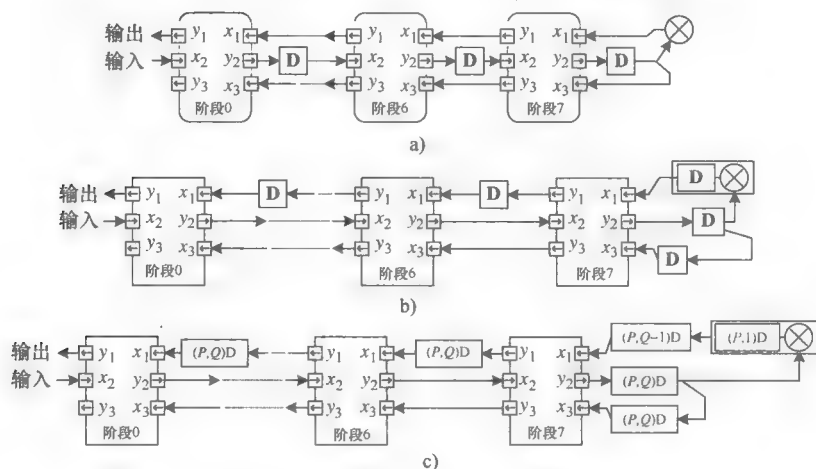 输出 y₁ x₁ y₁ x₁ y₁ x₁
输入 x₂ y₂ D x₂ y₂ D x₂ y₂ D
y₃ x₃ y₃ x₃ y₃ x₃
阶段0 阶段6 阶段7
a)
输出 y₁ x₁ D y₁ x₁ D y₁ x₁ D
输入 x₂ y₂ x₂ y₂ x₂ y₂ D
y₃ x₃ y₃ x₃ y₃ x₃ D
阶段0 阶段6 阶段7
b)
输出 y₁ x₁ (P,Q)D y₁ x₁ (P,Q)D y₁ x₁ (P,Q−1)D (P,1)D
输入 x₂ y₂ x₂ y₂ x₂ y₂ (P,Q)D
y₃ x₃ y₃ x₃ y₃ x₃ (P,Q)D
阶段0 阶段6 阶段7
c)